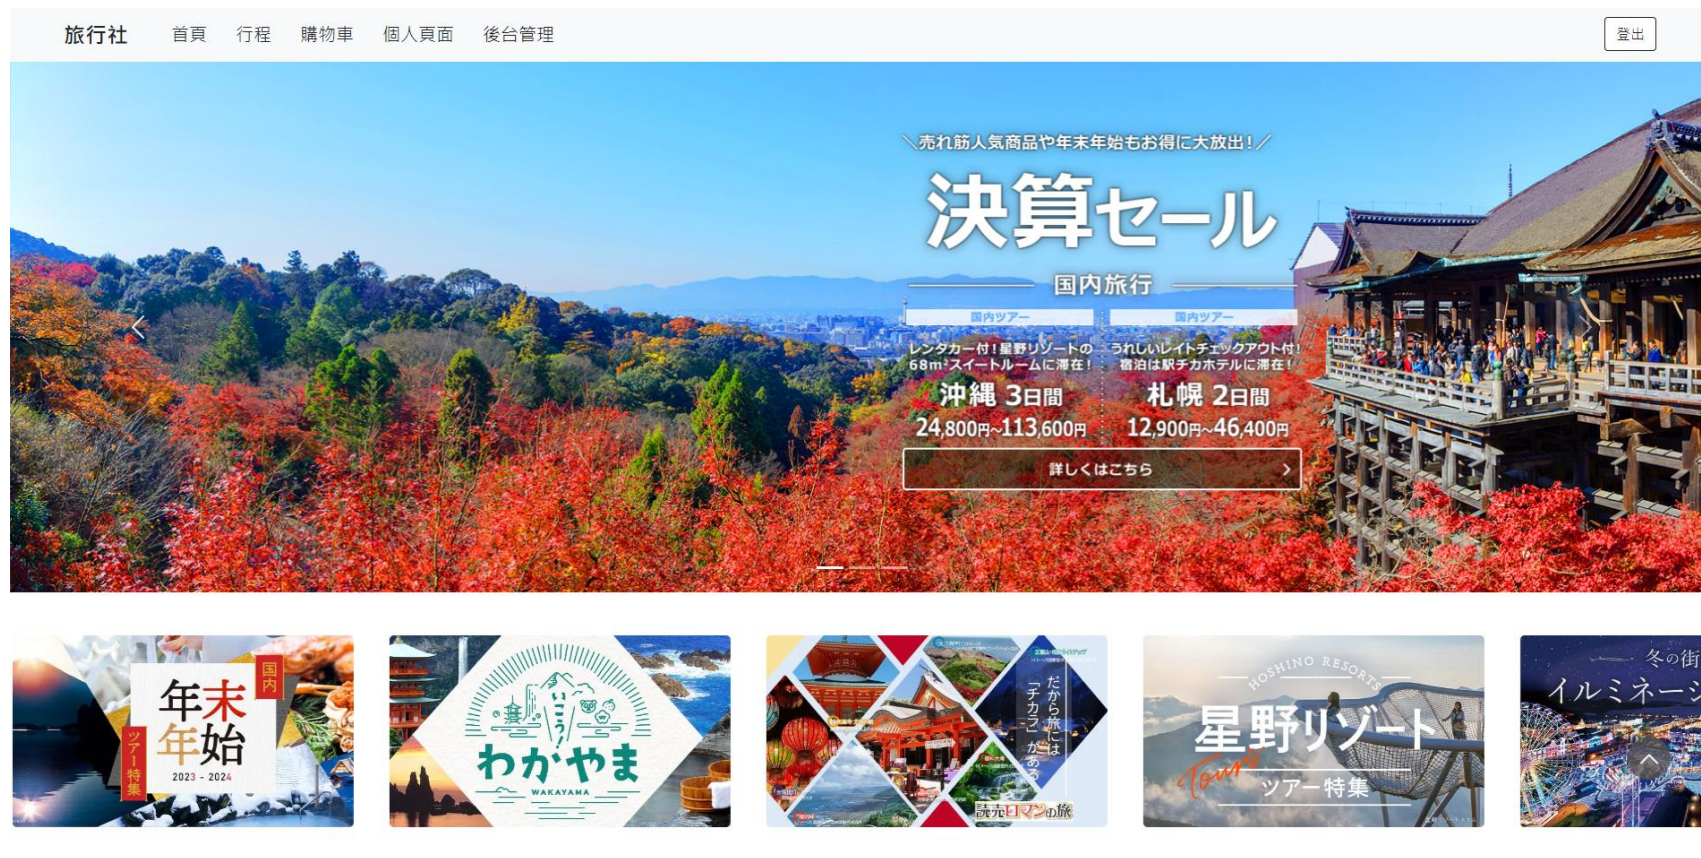 旅行社 首頁 行程 購物車 個人頁面 後台管理 登出
＼売れ筋人気商品や年末年始もお得に大放出！／
決算セール
国内旅行
国内ツアー
レンタカー付！星野リゾートの
68m²スイートルームに滞在！
沖縄 3日間
24,800円~113,600円
国内ツアー
うれしいレイトチェックアウト付！
宿泊は駅チカホテルに滞在！
札幌 2日間
12,900円~46,400円
詳しくはこちら
国内
年末
年始
2023 - 2024
ツアー特集
いこう！
わかやま
WAKAYAMA
だから旅には
「チカラ」がある
読売ロマンの旅
HOSHINO RESORTS
星野リゾート
Tours
ツアー特集
冬の街
イルミネーシ